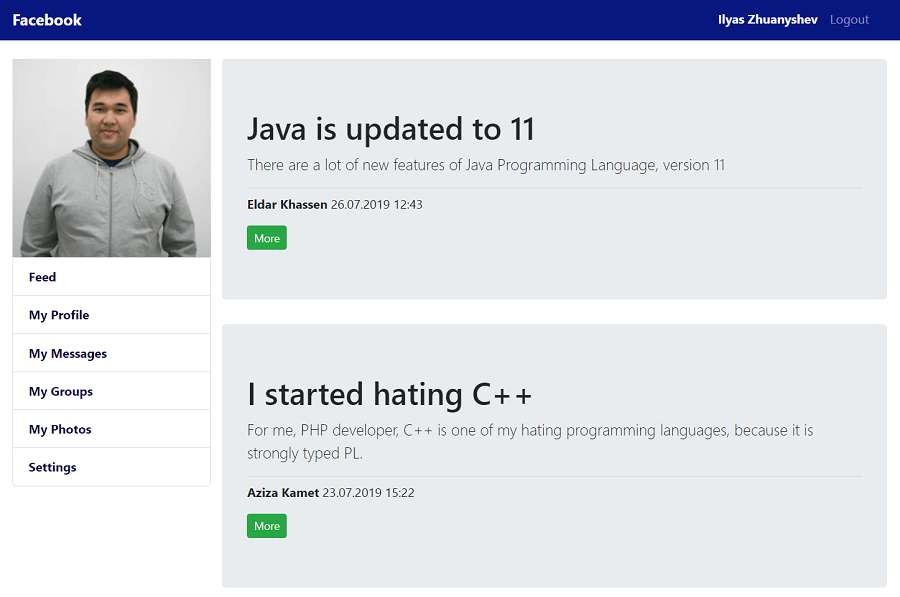 Facebook
Ilyas Zhuanyshev Logout
Feed
My Profile
My Messages
My Groups
My Photos
Settings
Java is updated to 11
There are a lot of new features of Java Programming Language, version 11
Eldar Khassen 26.07.2019 12:43
More
I started hating C++
For me, PHP developer, C++ is one of my hating programming languages, because it is
strongly typed PL.
Aziza Kamet 23.07.2019 15:22
More